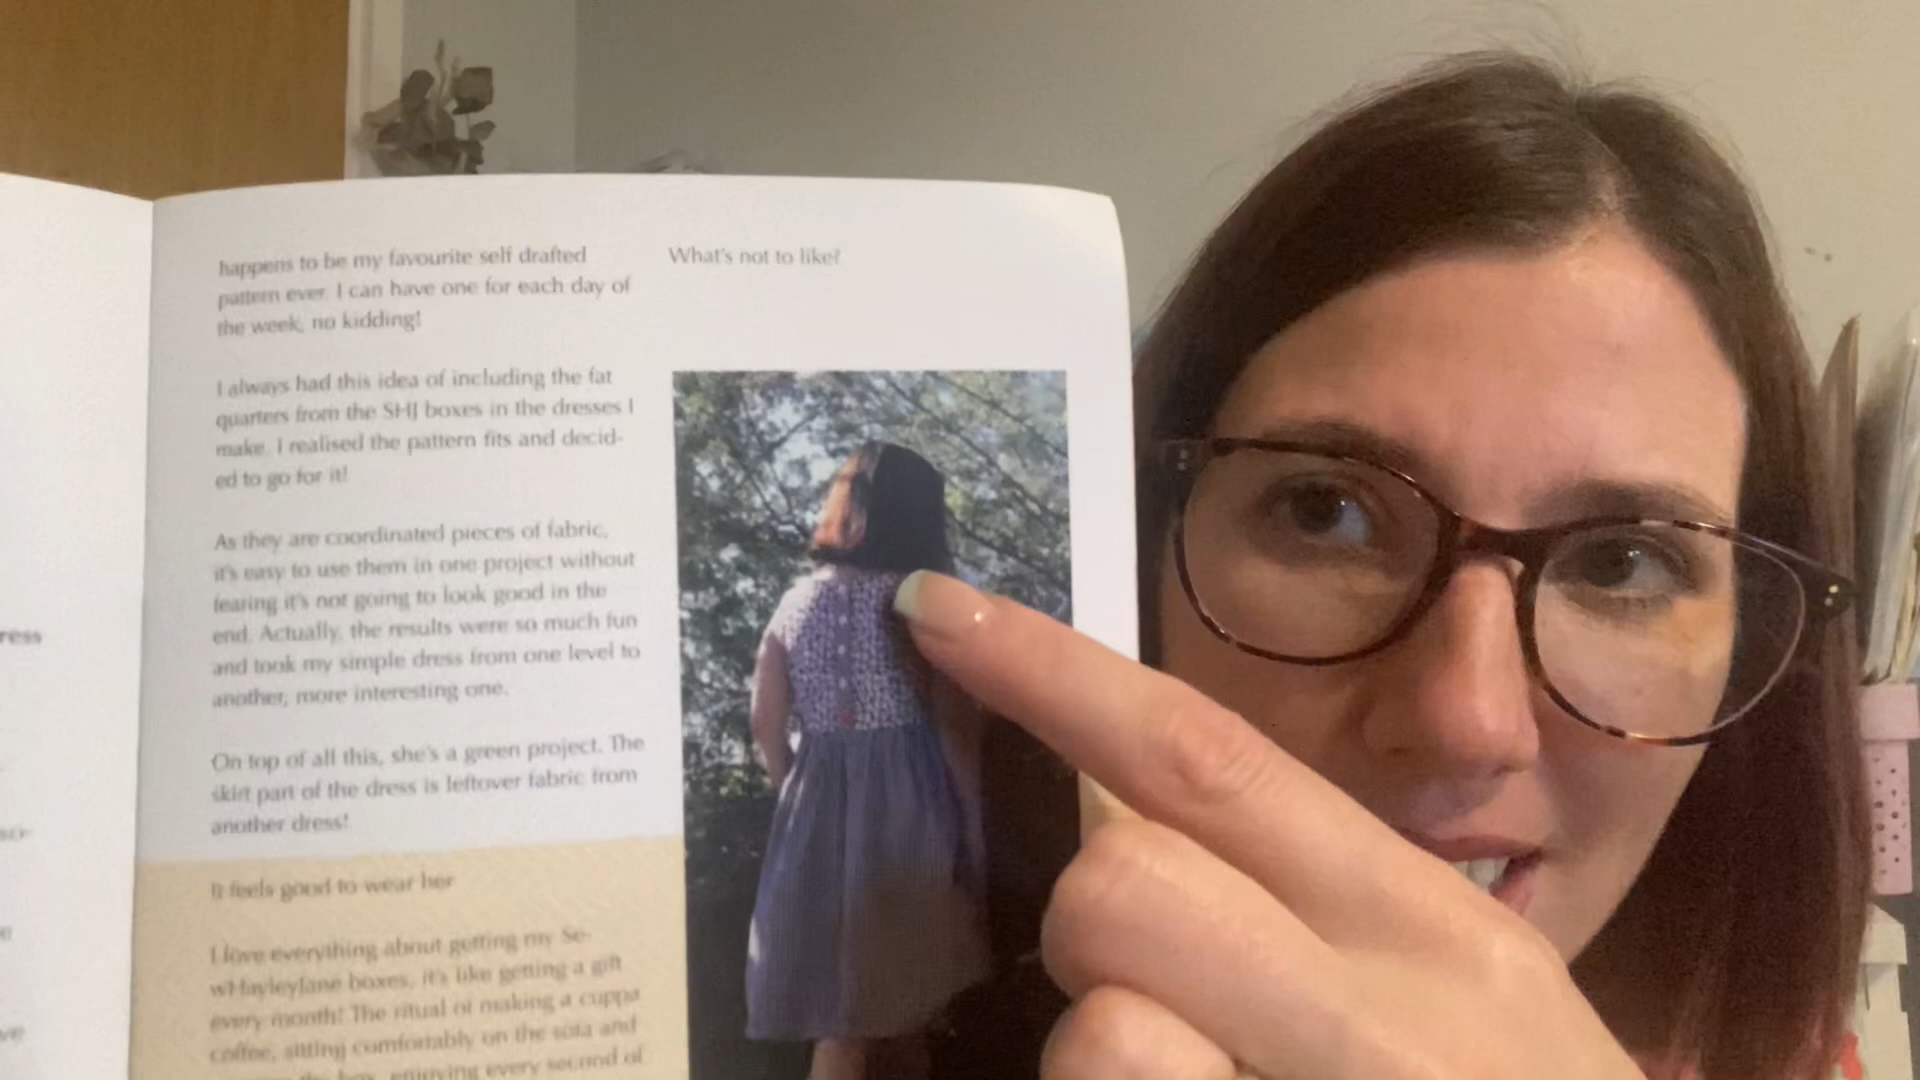 happens to be my favourite self drafted
pattern ever. I can have one for each day of
the week, no kidding!
I always had this idea of including the fat
quarters from the SHJ boxes in the dresses I
make. I realised the pattern fits and decid-
ed to go for it!
As they are coordinated pieces of fabric,
it's easy to use them in one project without
fearing it's not going to look good in the
end. Actually, the results were so much fun
and took my simple dress from one level to
another, more interesting one.
On top of all this, she's a green project. The
skirt part of the dress is leftover fabric from
another dress!
It feels good to wear her
I love everything about getting my Se-
wHayleyJane boxes, it's like getting a gift
every month! The ritual of making a cuppa
coffee, sitting comfortably on the sofa and
the box, enjoying every second of
What's not to like?